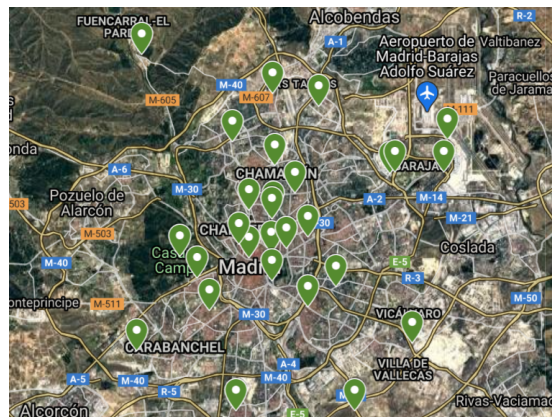 FUENCARRAL-EL
PARDO
Alcobendas
R-2
A-1
Aeropuerto de
Madrid-Barajas
Adolfo Suárez
Valtibanez
Paracuellos
de Jarama
M-40
M-607
M-605
M-111
A-6
CHAMARTÍN
BARAJAS
M-30
A-2
M-14
503
Pozuelo de
Alarcón
M-503
M-21
Coslada
M-40
Madrid
E-5
R-3
M-511
M-50
Montepríncipe
M-30
VICÁLVARO
CARABANCHEL
A-4
VILLA DE
VALLECAS
A-5
M-40
R-5
M-40
Rivas-Vaciamad
Alcorcón
E-5